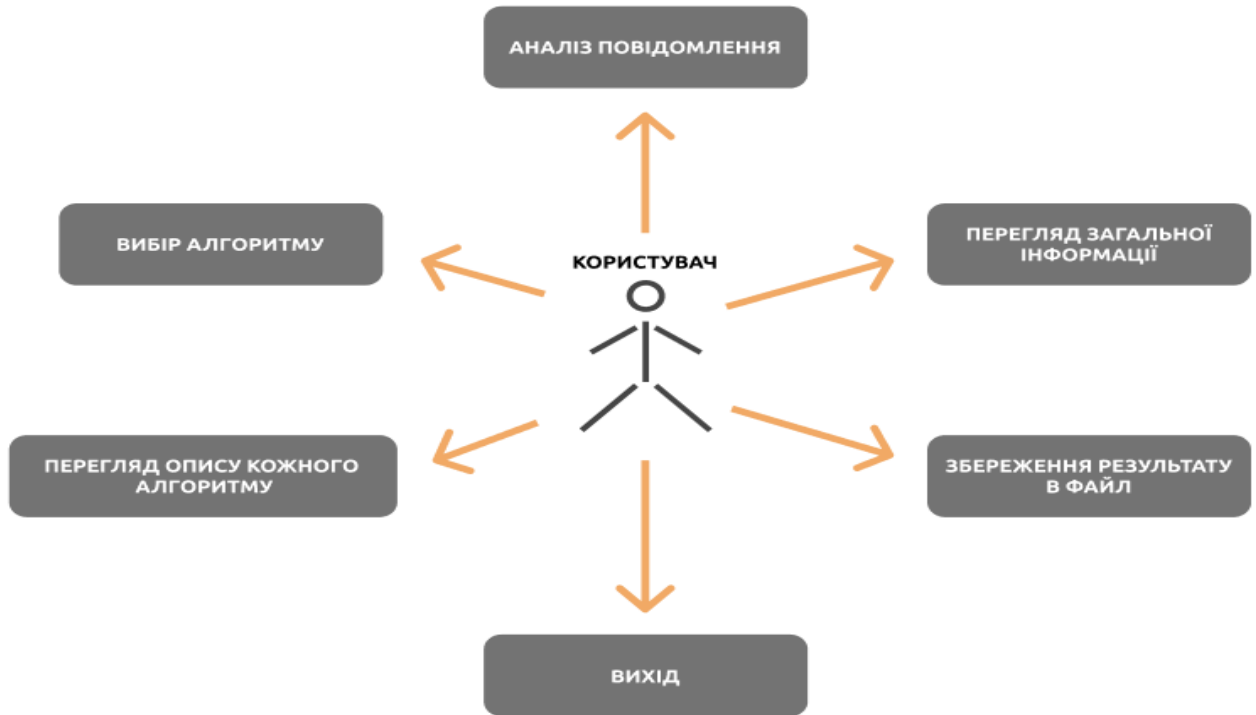 АНАЛІЗ ПОВІДОМЛЕННЯ
ВИБІР АЛГОРИТМУ
ПЕРЕГЛЯД ЗАГАЛЬНОЇ
ІНФОРМАЦІЇ
КОРИСТУВАЧ
ПЕРЕГЛЯД ОПИСУ КОЖНОГО
АЛГОРИТМУ
ЗБЕРЕЖЕННЯ РЕЗУЛЬТАТУ
В ФАЙЛ
ВИХІД